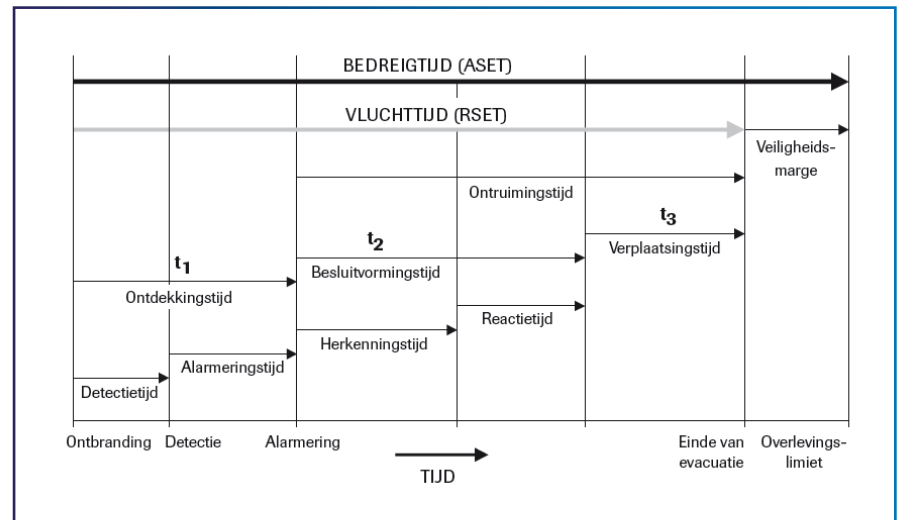 BEDREIGTIJD (ASET)
VLUCHTTIJD (RSET)
Veiligheids-
marge
Ontruimingstijd
t3
Verplaatsingstijd
t2
Besluitvormingstijd
t1
Ontdekkingstijd
Reactietijd
Herkenningstijd
Alarmeringstijd
Detectietijd
Ontbranding Detectie Alarmering Einde van Overlevings-
evacuatie limiet
TIJD